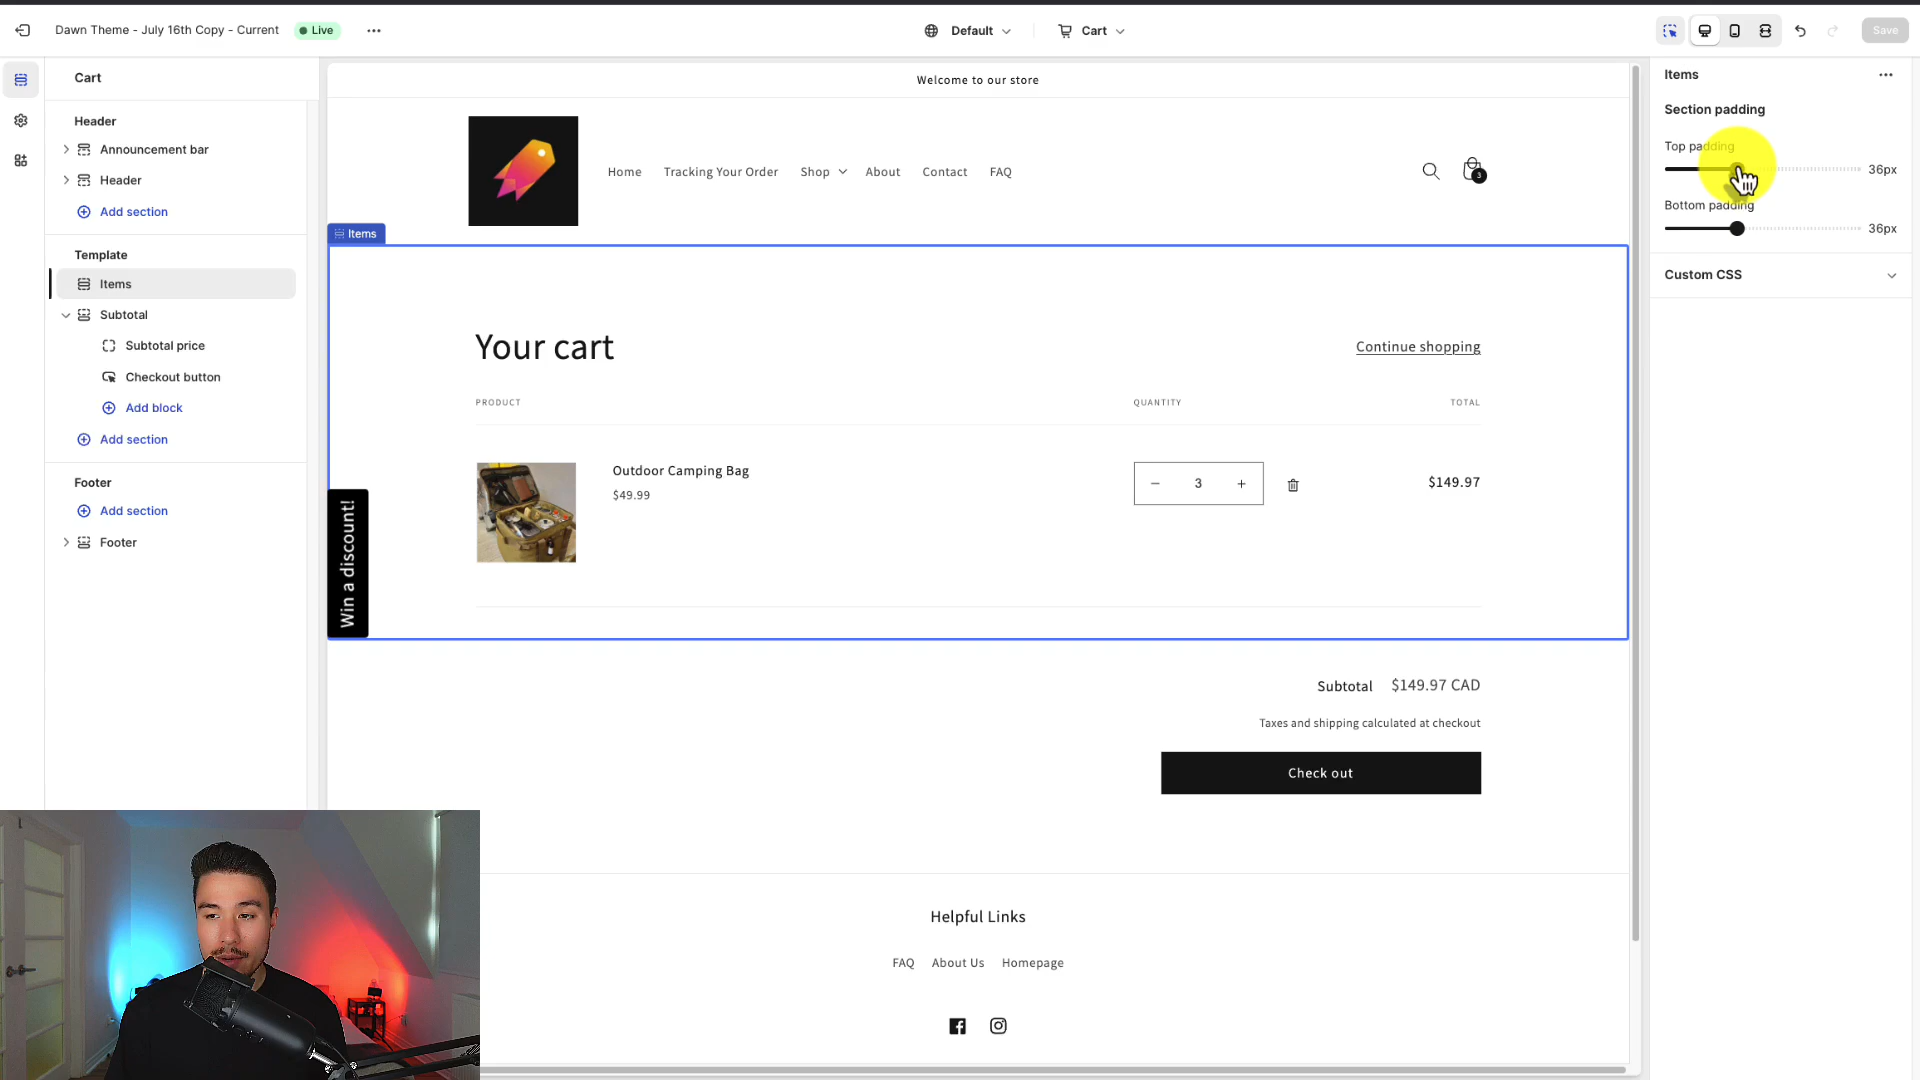 Dawn Theme - July 16th Copy - Current
Live
Default
Cart
Save
Cart
Header
Announcement bar
Header
Add section
Template
Items
Subtotal
Subtotal price
Checkout button
Add block
Add section
Footer
Add section
Footer
Welcome to our store
Home
Tracking Your Order
Shop
About
Contact
FAQ
3
Items
Your cart
Continue shopping
PRODUCT
QUANTITY
TOTAL
Outdoor Camping Bag
$49.99
3
$149.97
Win a discount!
Subtotal
$149.97 CAD
Taxes and shipping calculated at checkout
Check out
Helpful Links
FAQ
About Us
Homepage
Items
Section padding
Top padding
36px
Bottom padding
36px
Custom CSS